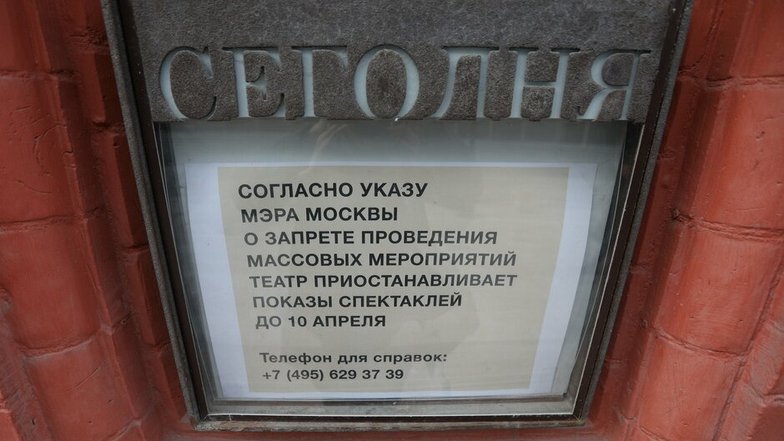 СЕГОДНЯ
СОГЛАСНО УКАЗУ
МЭРА МОСКВЫ
О ЗАПРЕТЕ ПРОВЕДЕНИЯ
МАССОВЫХ МЕРОПРИЯТИЙ
ТЕАТР ПРИОСТАНАВЛИВАЕТ
ПОКАЗЫ СПЕКТАКЛЕЙ
ДО 10 АПРЕЛЯ
Телефон для справок:
+7 (495) 629 37 39